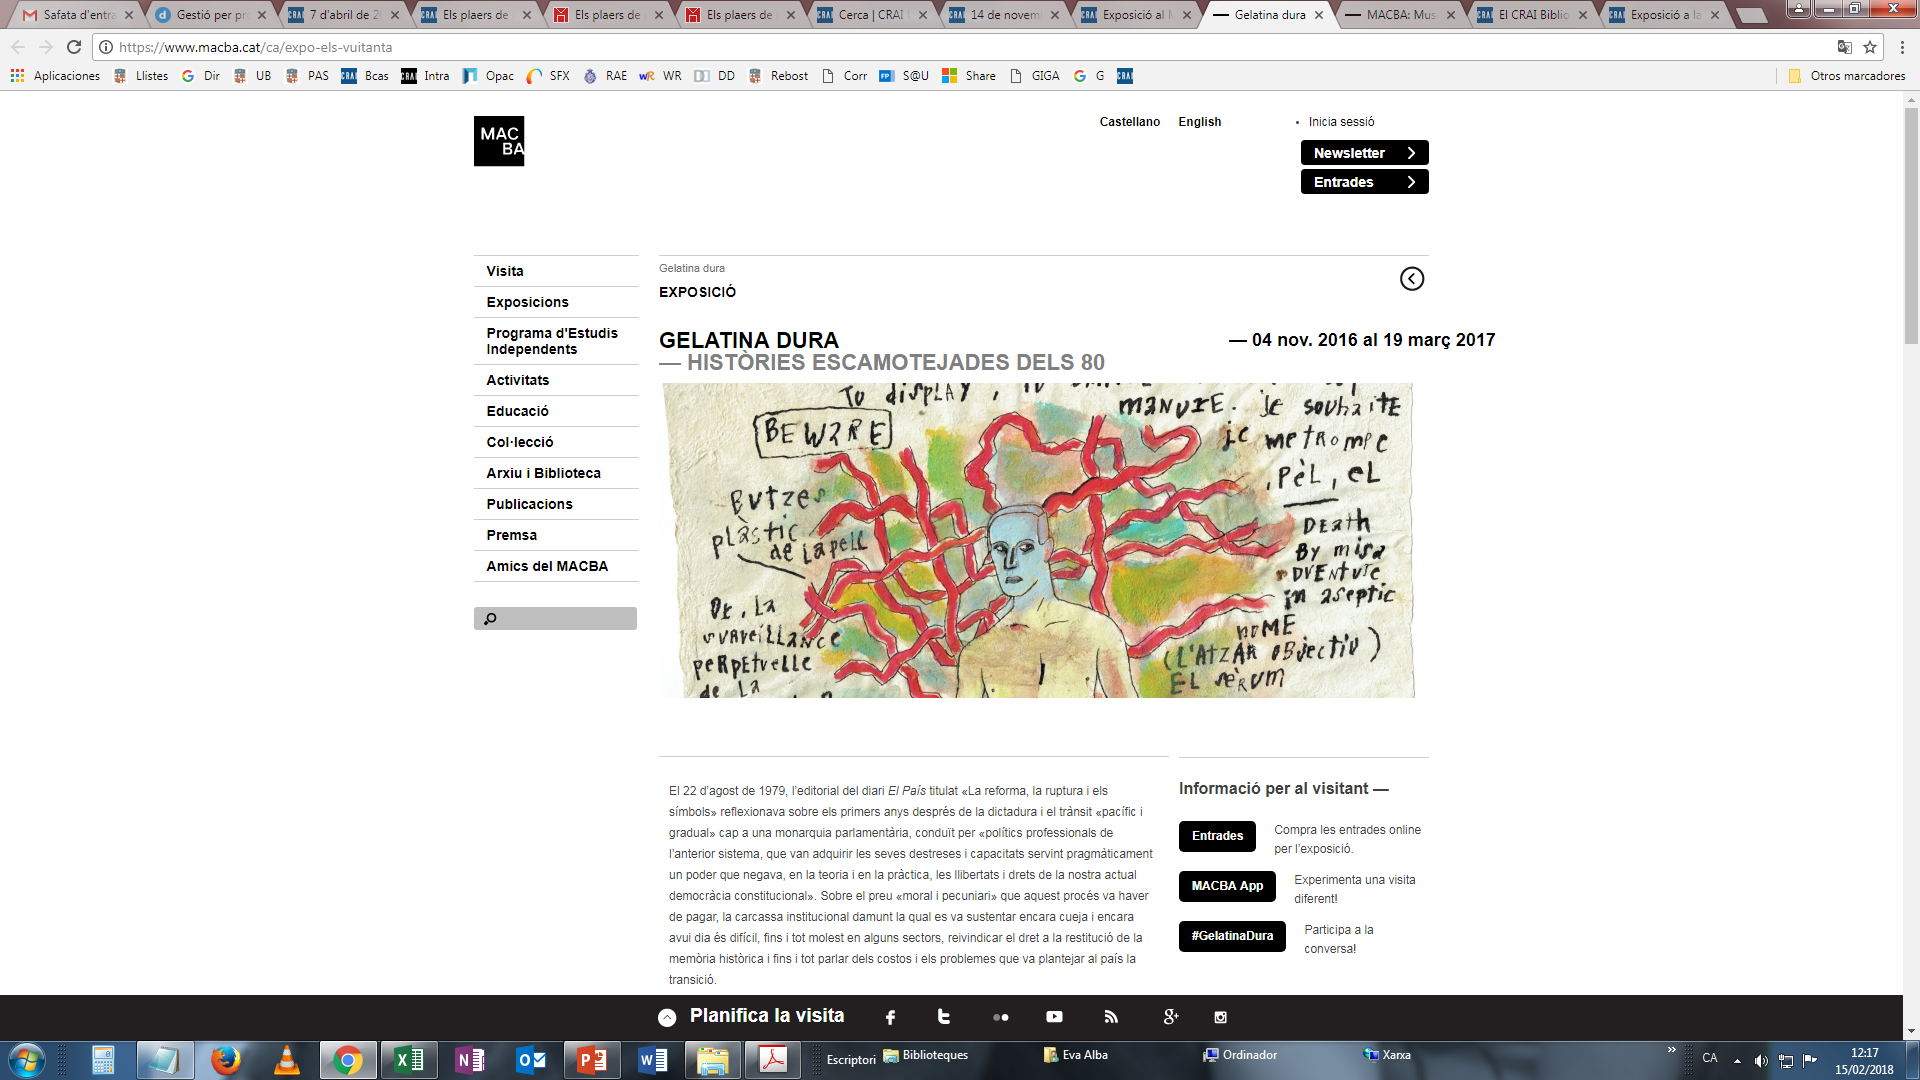 Safata d'entra
Gestió per pr
7 d'abril de 20
Els plaers de
Els plaers de
Els plaers de
Cerca | CRAI
14 de novem
Exposició al M
Gelatina dura
MACBA: Mus
El CRAI Biblio
Exposició a la
https://www.macba.cat/ca/expo-els-vuitanta
Aplicaciones
Llistes
Dir
UB
PAS
Bcas
Intra
Opac
SFX
RAE
WR
DD
Rebost
Corr
S@U
Share
GIGA
G
Otros marcadores
MAC
BA
Castellano
English
Inicia sessió
Newsletter
Entrades
Visita
Exposicions
Programa d'Estudis
Independents
Activitats
Educació
Col·lecció
Arxiu i Biblioteca
Publicacions
Premsa
Amics del MACBA
Gelatina dura
EXPOSICIÓ
GELATINA DURA
— HISTÒRIES ESCAMOTEJADES DELS 80
— 04 nov. 2016 al 19 març 2017
TO display,
BEWARE
BUTZES
plàstic
de la pell
DE, LA
SURVEILLANCE
PERPETUELLE
de LA
MANURE. je souhaite
je me trompe
, PÈL, EL
DEATH
BY misa
DVENTURE
in aseptic
HOME
(L'ATZAR OBJECTIU)
EL SÈRUM
El 22 d’agost de 1979, l’editorial del diari El País titulat «La reforma, la ruptura i els
símbols» reflexionava sobre els primers anys després de la dictadura i el trànsit «pacífic i
gradual» cap a una monarquia parlamentària, conduït per «polítics professionals de
l’anterior sistema, que van adquirir les seves destreses i capacitats servint pragmàticament
un poder que negava, en la teoria i en la pràctica, les llibertats i drets de la nostra actual
democràcia constitucional». Sobre el preu «moral i pecuniari» que aquest procés va haver
de pagar, la carcassa institucional damunt la qual es va sustentar encara cueja i encara
avui dia és difícil, fins i tot molest en alguns sectors, reivindicar el dret a la restitució de la
memòria històrica i fins i tot parlar dels costos i els problemes que va plantejar al país la
transició.
Informació per al visitant —
Entrades
Compra les entrades online
per l’exposició.
MACBA App
Experimenta una visita
diferent!
#GelatinaDura
Participa a la
conversa!
Planifica la visita
Escriptori
Biblioteques
Eva Alba
Ordinador
Xarxa
CA
12:17
15/02/2018